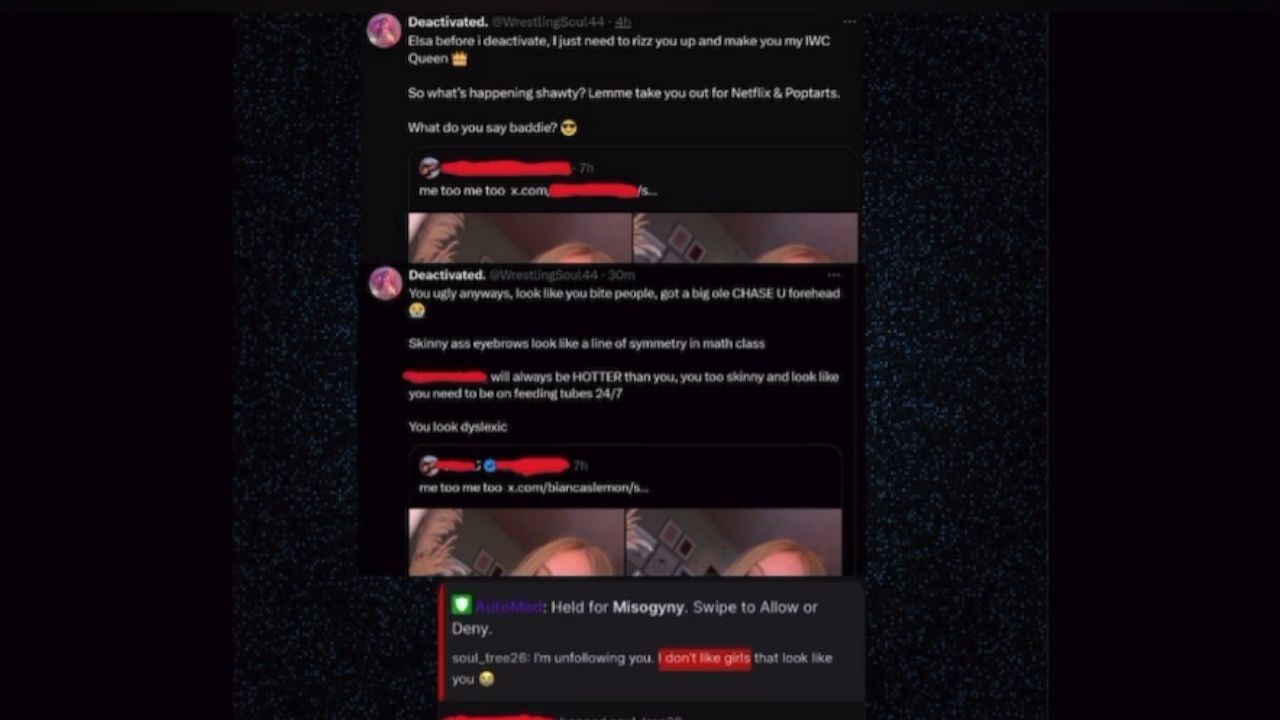 Deactivated. @WrestlingSoul44 · 4h
Elsa before i deactivate, I just need to rizz you up and make you my IWC
Queen 👑
So what's happening shawty? Lemme take you out for Netflix & Poptarts.
What do you say baddie? 😎
· 7h
me too me too x.com/ /s...
Deactivated. @WrestlingSoul44 · 30m
You ugly anyways, look like you bite people, got a big ole CHASE U forehead
😭
Skinny ass eyebrows look like a line of symmetry in math class
will always be HOTTER than you, you too skinny and look like
you need to be on feeding tubes 24/7
You look dyslexic
7h
me too me too x.com/biancaslemon/s...
AutoMod: Held for Misogyny. Swipe to Allow or
Deny.
soul_tree26: I'm unfollowing you. I don't like girls that look like
you 😭
banned soul_tree26